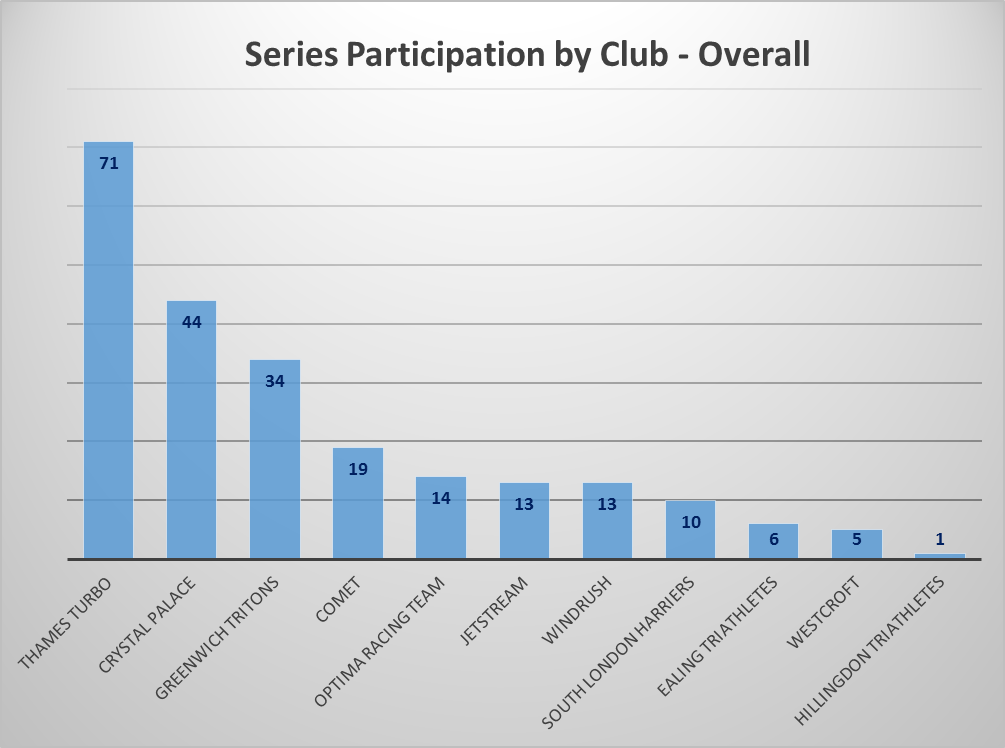 Series Participation by Club - Overall
71
44
34
19
14
13
13
10
6
5
1
THAMES TURBO
CRYSTAL PALACE
GREENWICH TRITONS
COMET
OPTIMA RACING TEAM
JETSTREAM
WINDRUSH
SOUTH LONDON HARRIERS
EALING TRIATHLETES
WESTCROFT
HILLINGDON TRIATHLETES